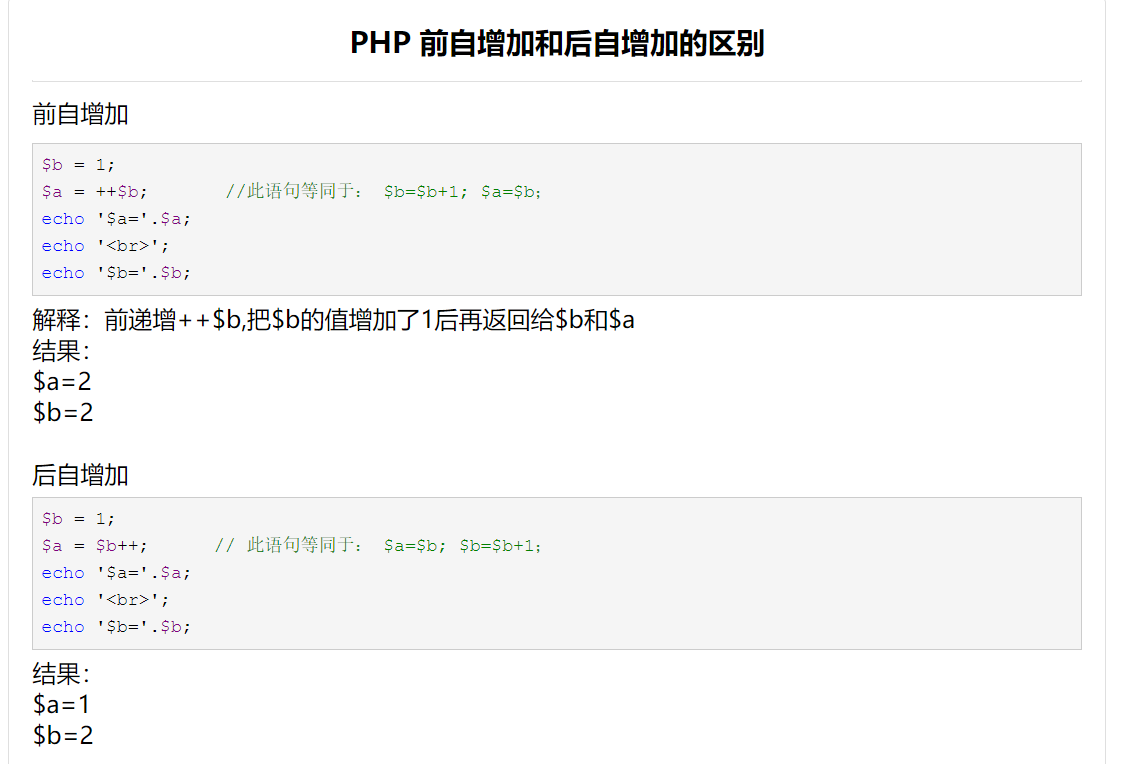 PHP 前自增加和后自增加的区别
前自增加
$b = 1;
$a = ++$b;       //此语句等同于： $b=$b+1; $a=$b;
echo '$a='.$a;
echo '<br>';
echo '$b='.$b;
解释：前递增++$b,把$b的值增加了1后再返回给$b和$a
结果：
$a=2
$b=2
后自增加
$b = 1;
$a = $b++;      // 此语句等同于： $a=$b; $b=$b+1;
echo '$a='.$a;
echo '<br>';
echo '$b='.$b;
结果：
$a=1
$b=2